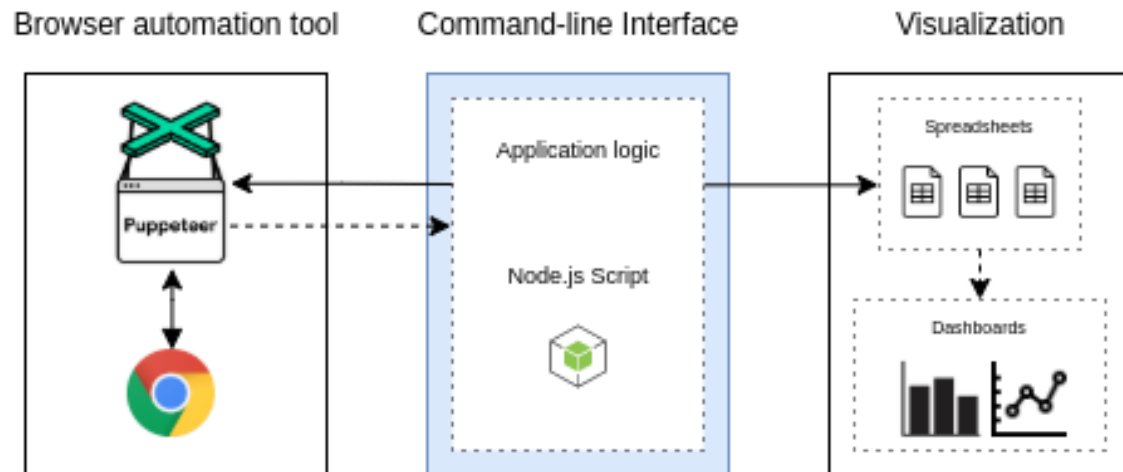 Browser automation tool
Command-line Interface
Visualization
Puppeteer
Application logic
Node.js Script
Spreadsheets
Dashboards